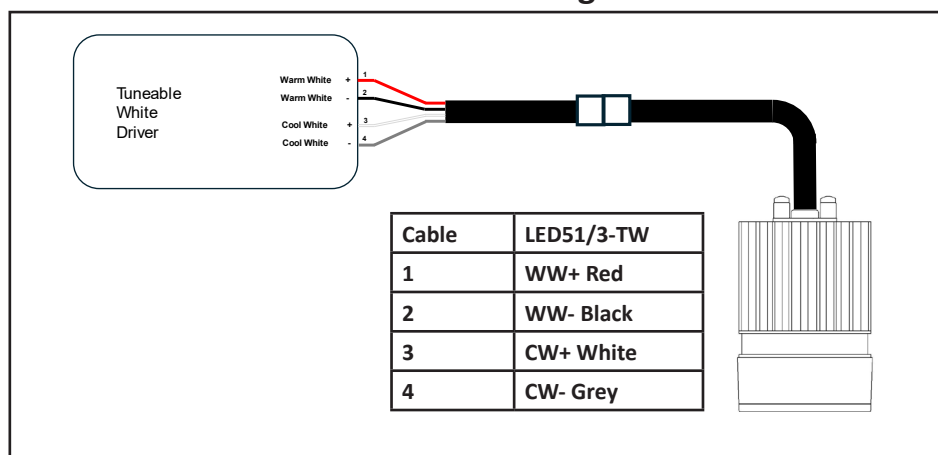 g
Tuneable
White
Driver
Warm White + 1
Warm White - 2
Cool White + 3
Cool White - 4
Cable LED51/3-TW
1 WW+ Red
2 WW- Black
3 CW+ White
4 CW- Grey